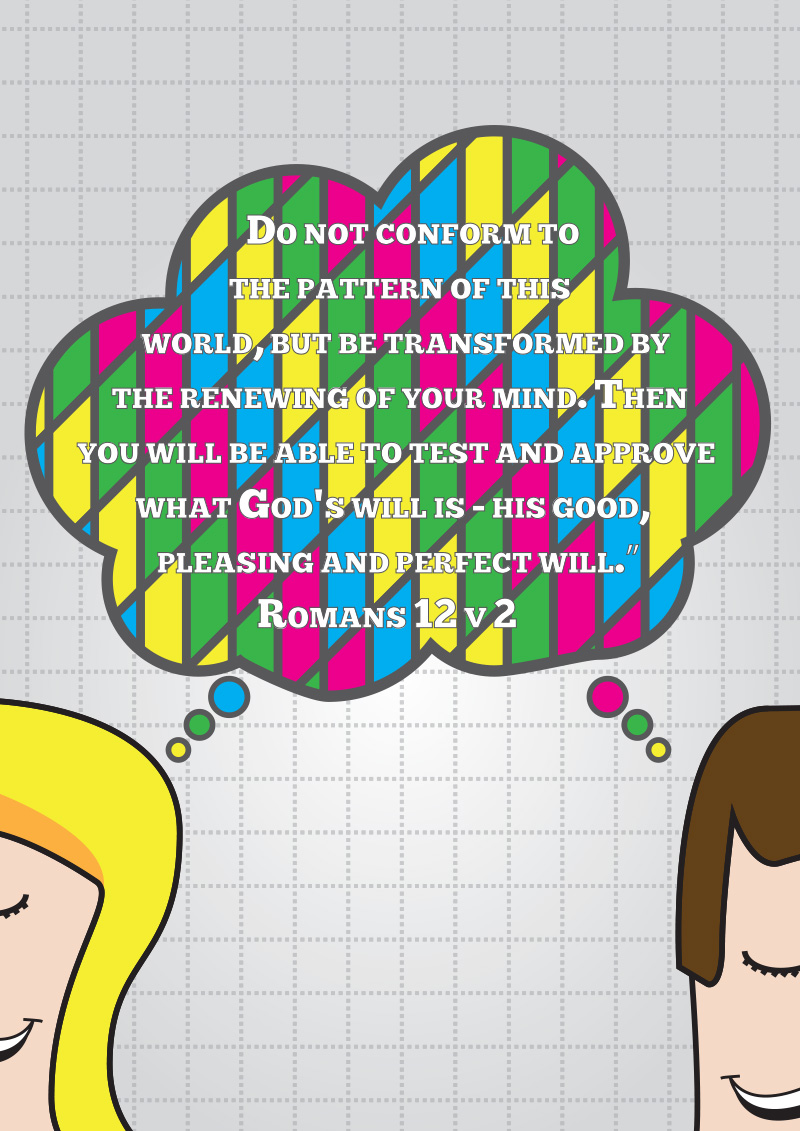 Do not conform to
the pattern of this
world, but be transformed by
the renewing of your mind. Then
you will be able to test and approve
what God's will is - his good,
pleasing and perfect will."
Romans 12 v 2